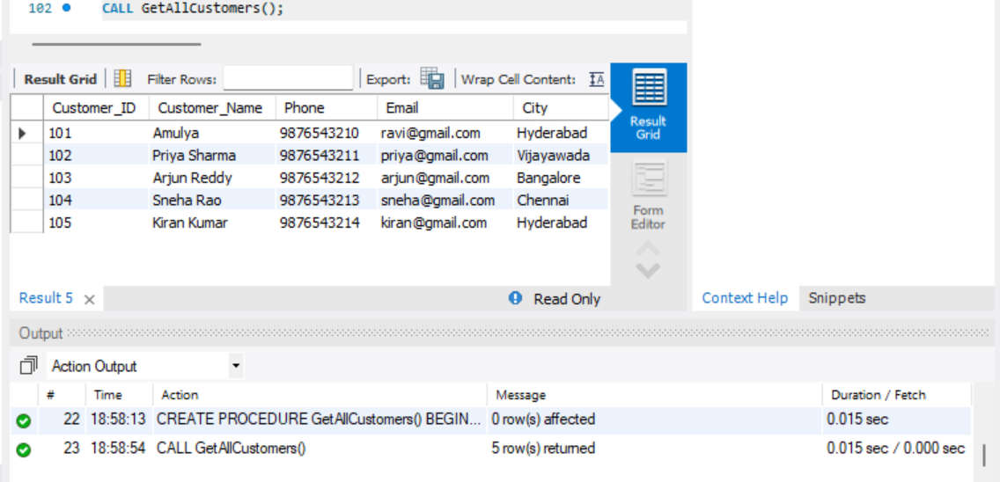 102 CALL GetAllCustomers();
Result Grid Filter Rows: Export: Wrap Cell Content: IA
Customer_ID Customer_Name Phone Email City
101 Amulya 9876543210 ravi@gmail.com Hyderabad
102 Priya Sharma 9876543211 priya@gmail.com Vijayawada
103 Arjun Reddy 9876543212 arjun@gmail.com Bangalore
104 Sneha Rao 9876543213 sneha@gmail.com Chennai
105 Kiran Kumar 9876543214 kiran@gmail.com Hyderabad
Result
Grid
Form
Editor
Result 5 Read Only
Context Help Snippets
Output
Action Output
# Time Action Message Duration / Fetch
22 18:58:13 CREATE PROCEDURE GetAllCustomers() BEGIN... 0 row(s) affected 0.015 sec
23 18:58:54 CALL GetAllCustomers() 5 row(s) returned 0.015 sec / 0.000 sec